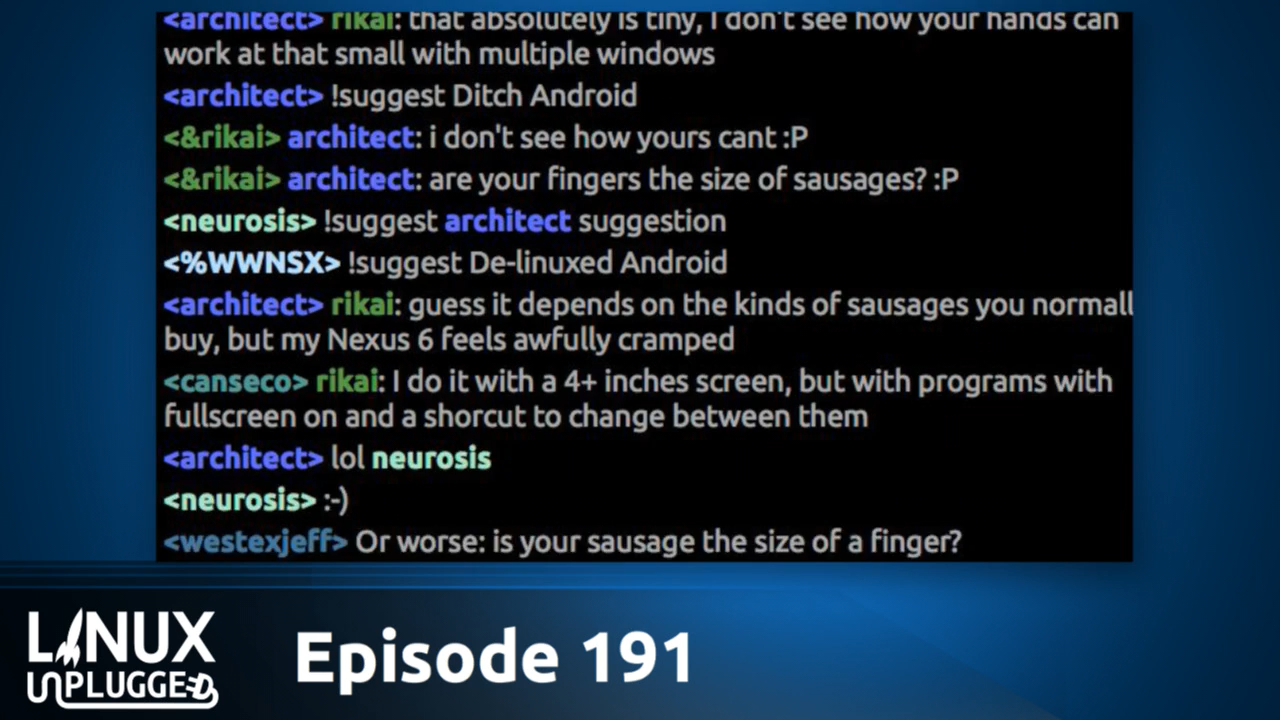 <architect> rikai: that absolutely is tiny, I don't see how your hands can
work at that small with multiple windows
<architect> !suggest Ditch Android
<&rikai> architect: i don't see how yours cant :P
<&rikai> architect: are your fingers the size of sausages? :P
<neurosis> !suggest architect suggestion
<%WWNSX> !suggest De-linuxed Android
<architect> rikai: guess it depends on the kinds of sausages you normall
buy, but my Nexus 6 feels awfully cramped
<canseco> rikai: I do it with a 4+ inches screen, but with programs with
fullscreen on and a shorcut to change between them
<architect> lol neurosis
<neurosis> :-)
<westexjeff> Or worse: is your sausage the size of a finger?
LINUX
UNPLUGGED
Episode 191